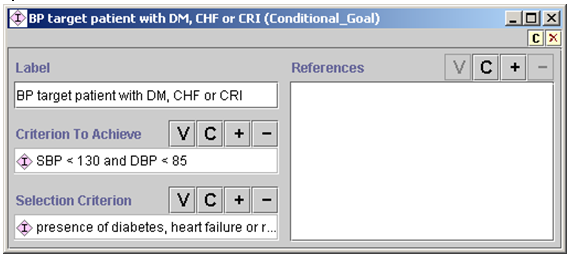 BP target patient with DM, CHF or CRI (Conditional_Goal)
C
Label
BP target patient with DM, CHF or CRI
Criterion To Achieve V C + -
SBP < 130 and DBP < 85
Selection Criterion V C + -
presence of diabetes, heart failure or r...
References V C + -